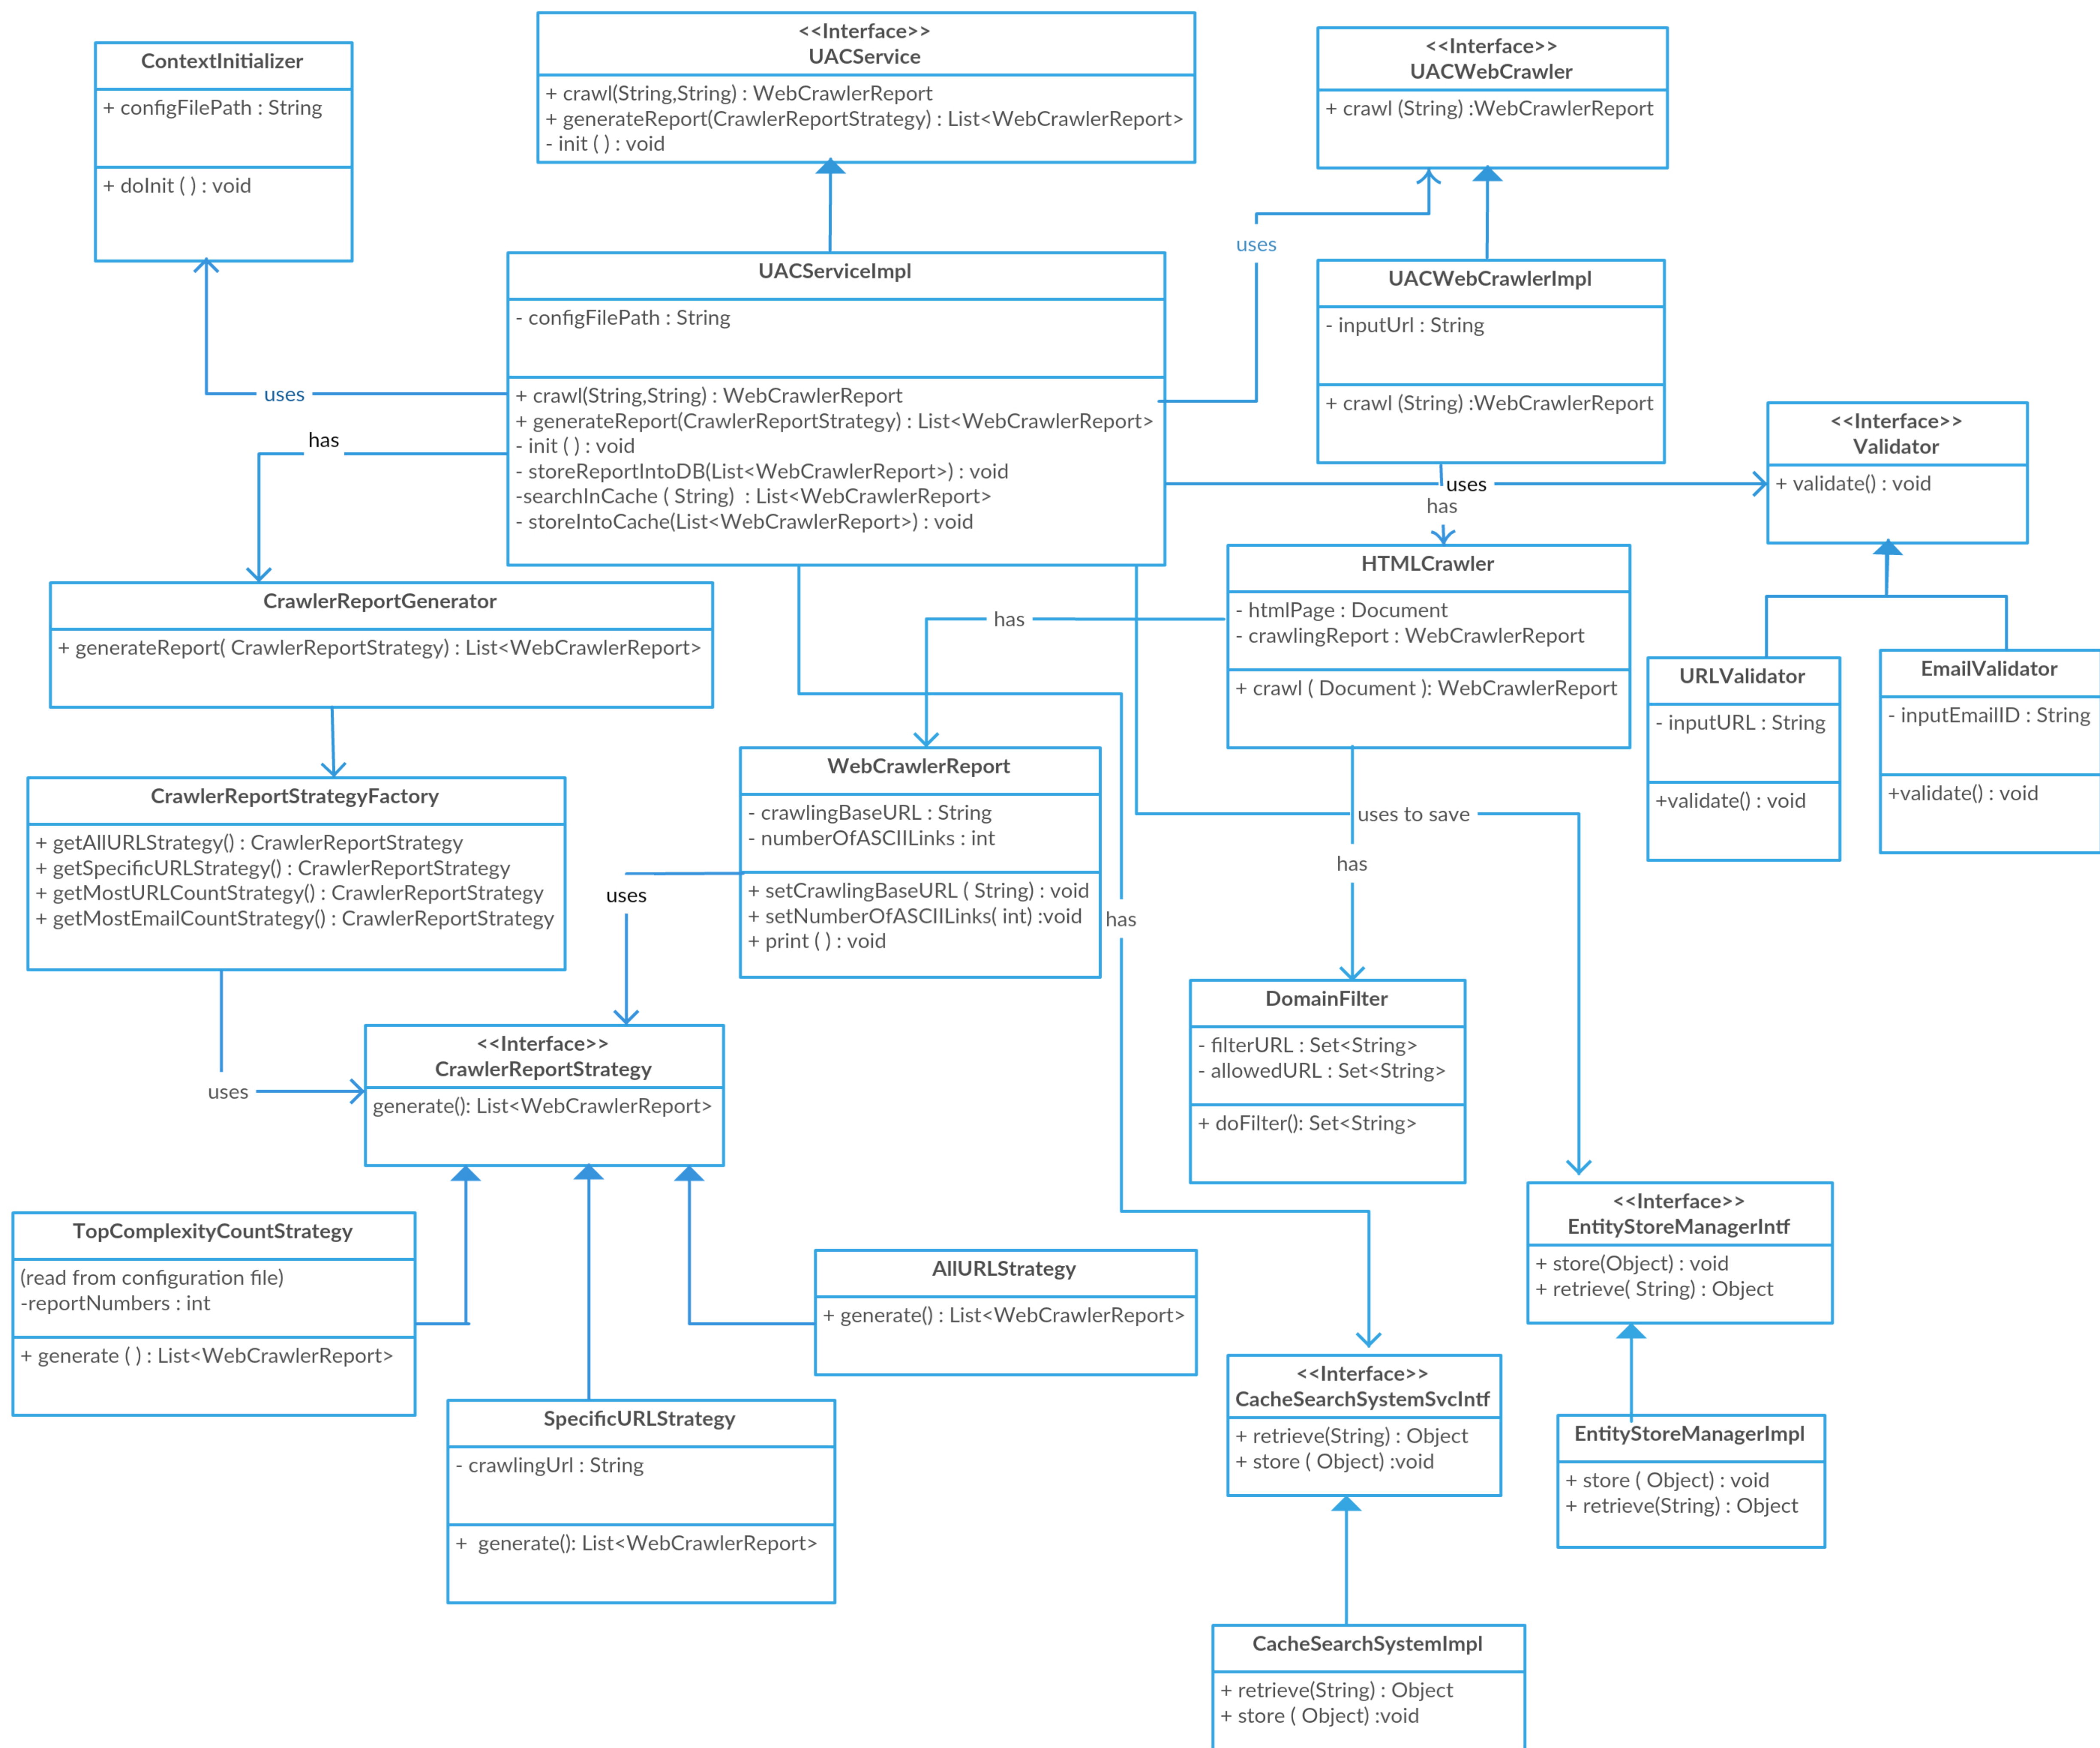 ContextInitializer
+ configFilePath : String
+ doInit ( ) : void
<<Interface>>
UACService
+ crawl(String,String) : WebCrawlerReport
+ generateReport(CrawlerReportStrategy) : List<WebCrawlerReport>
- init ( ) : void
<<Interface>>
UACWebCrawler
+ crawl (String) :WebCrawlerReport
uses
UACServiceImpl
- configFilePath : String
+ crawl(String,String) : WebCrawlerReport
+ generateReport(CrawlerReportStrategy) : List<WebCrawlerReport>
- init ( ) : void
- storeReportIntoDB(List<WebCrawlerReport>) : void
-searchInCache ( String)  : List<WebCrawlerReport>
- storeIntoCache(List<WebCrawlerReport>) : void
UACWebCrawlerImpl
- inputUrl : String
+ crawl (String) :WebCrawlerReport
uses
has
<<Interface>>
Validator
+ validate() : void
uses
has
HTMLCrawler
- htmlPage : Document
- crawlingReport : WebCrawlerReport
+ crawl ( Document ): WebCrawlerReport
CrawlerReportGenerator
+ generateReport( CrawlerReportStrategy) : List<WebCrawlerReport>
has
URLValidator
- inputURL : String
+validate() : void
EmailValidator
- inputEmailID : String
+validate() : void
CrawlerReportStrategyFactory
+ getAllURLStrategy() : CrawlerReportStrategy
+ getSpecificURLStrategy() : CrawlerReportStrategy
+ getMostURLCountStrategy() : CrawlerReportStrategy
+ getMostEmailCountStrategy() : CrawlerReportStrategy
WebCrawlerReport
- crawlingBaseURL : String
- numberOfASCIILinks : int
+ setCrawlingBaseURL ( String) : void
+ setNumberOfASCIILinks( int) :void
+ print ( ) : void
uses to save
has
uses
has
DomainFilter
- filterURL : Set<String>
- allowedURL : Set<String>
+ doFilter(): Set<String>
<<Interface>>
CrawlerReportStrategy
generate(): List<WebCrawlerReport>
uses
<<Interface>>
EntityStoreManagerIntf
+ store(Object) : void
+ retrieve( String) : Object
TopComplexityCountStrategy
(read from configuration file)
-reportNumbers : int
+ generate ( ) : List<WebCrawlerReport>
AllURLStrategy
+ generate() : List<WebCrawlerReport>
<<Interface>>
CacheSearchSystemSvcIntf
+ retrieve(String) : Object
+ store ( Object) :void
SpecificURLStrategy
- crawlingUrl : String
+  generate(): List<WebCrawlerReport>
EntityStoreManagerImpl
+ store ( Object) : void
+ retrieve(String) : Object
CacheSearchSystemImpl
+ retrieve(String) : Object
+ store ( Object) :void